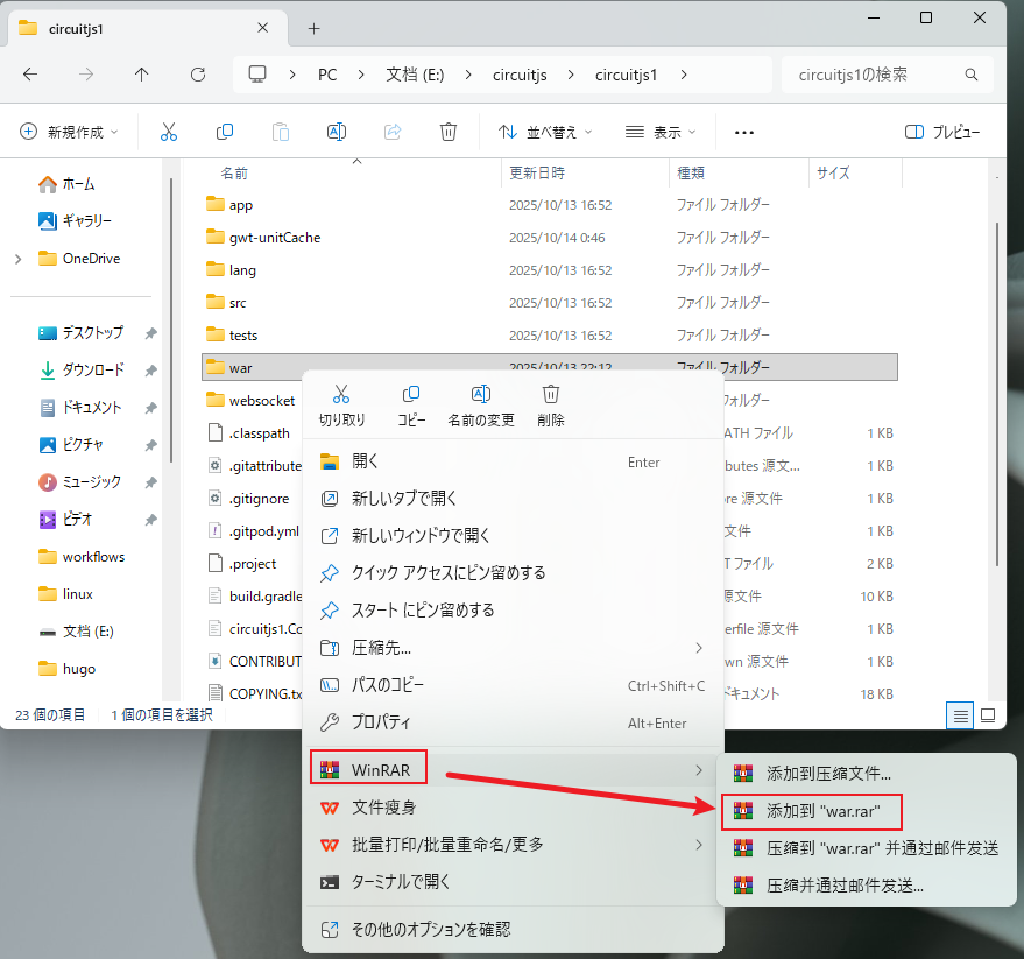 circuitjs1
PC
文档 (E:)
circuitjs
circuitjs1
circuitjs1の検索
新規作成
並べ替え
表示
プレビュー
名前 更新日時 種類 サイズ
ホーム
ギャラリー
OneDrive
デスクトップ
ダウンロード
ドキュメント
ピクチャ
ミュージック
ビデオ
workflows
linux
文档 (E:)
hugo
app 2025/10/13 16:52 ファイル フォルダー
gwt-unitCache 2025/10/14 0:46 ファイル フォルダー
lang 2025/10/13 16:52 ファイル フォルダー
src 2025/10/13 16:52 ファイル フォルダー
tests 2025/10/13 16:52 ファイル フォルダー
war 2025/10/13 22:12 ファイル フォルダー
websocket フォルダー
.classpath ATH ファイル 1 KB
.gitattribute butes 源文... 1 KB
.gitignore re 源文件 1 KB
.gitpod.yml 文件 1 KB
.project T ファイル 2 KB
build.gradle 源文件 10 KB
circuitjs1.Co erfile 源文件 1 KB
CONTRIBUT wn 源文件 1 KB
COPYING.tx ドキュメント 18 KB
23 個の項目 1 個の項目を選択
切り取り コピー 名前の変更 削除
開く Enter
新しいタブで開く
新しいウィンドウで開く
クイック アクセスにピン留めする
スタート にピン留めする
圧縮先...
パスのコピー Ctrl+Shift+C
プロパティ Alt+Enter
WinRAR
文件瘦身
批量打印/批量重命名/更多
ターミナルで開く
その他のオプションを確認
添加到压缩文件...
添加到 "war.rar"
压缩到 "war.rar" 并通过邮件发送
压缩并通过邮件发送...